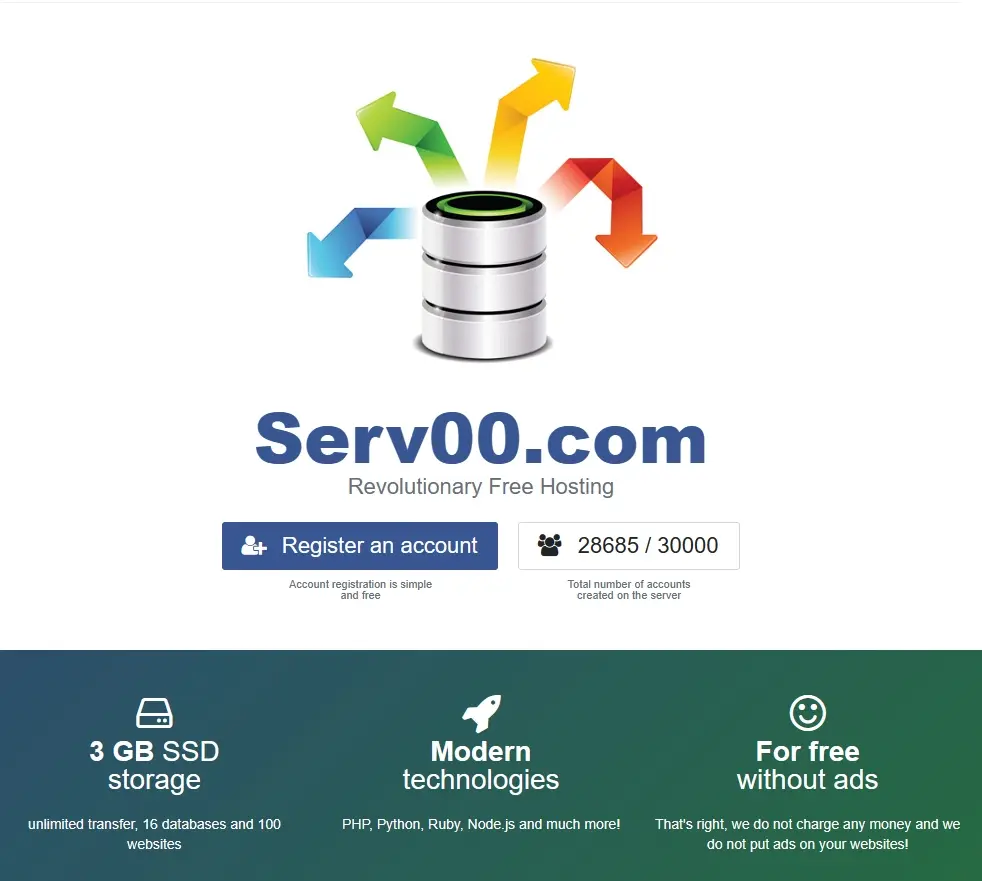 Serv00.com
Revolutionary Free Hosting
Register an account
28685 / 30000
Account registration is simple
and free
Total number of accounts
created on the server
3 GB SSD
storage
unlimited transfer, 16 databases and 100
websites
Modern
technologies
PHP, Python, Ruby, Node.js and much more!
For free
without ads
That's right, we do not charge any money and we
do not put ads on your websites!